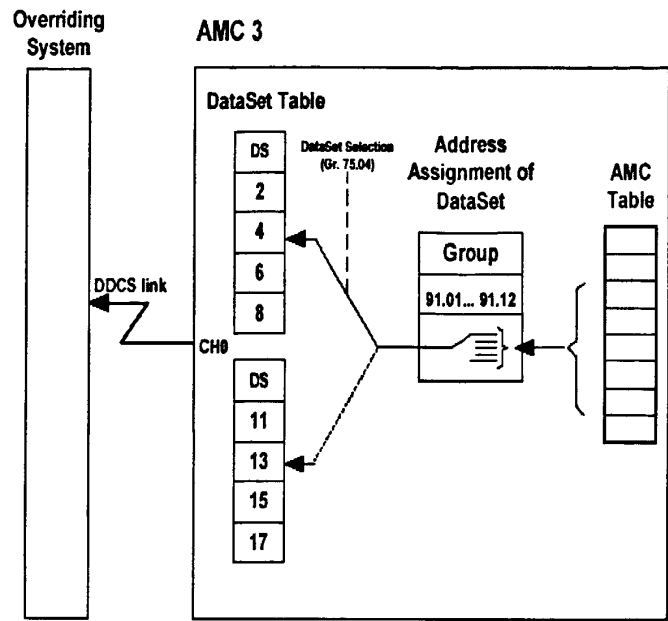 Overriding
System
AMC 3
DataSet Table
DS
2
4
6
8
DataSet Selection
(Gr. 75.04)
Address
Assignment of
DataSet
Group
91.01... 91.12
AMC
Table
DDCS link
CH0
DS
11
13
15
17